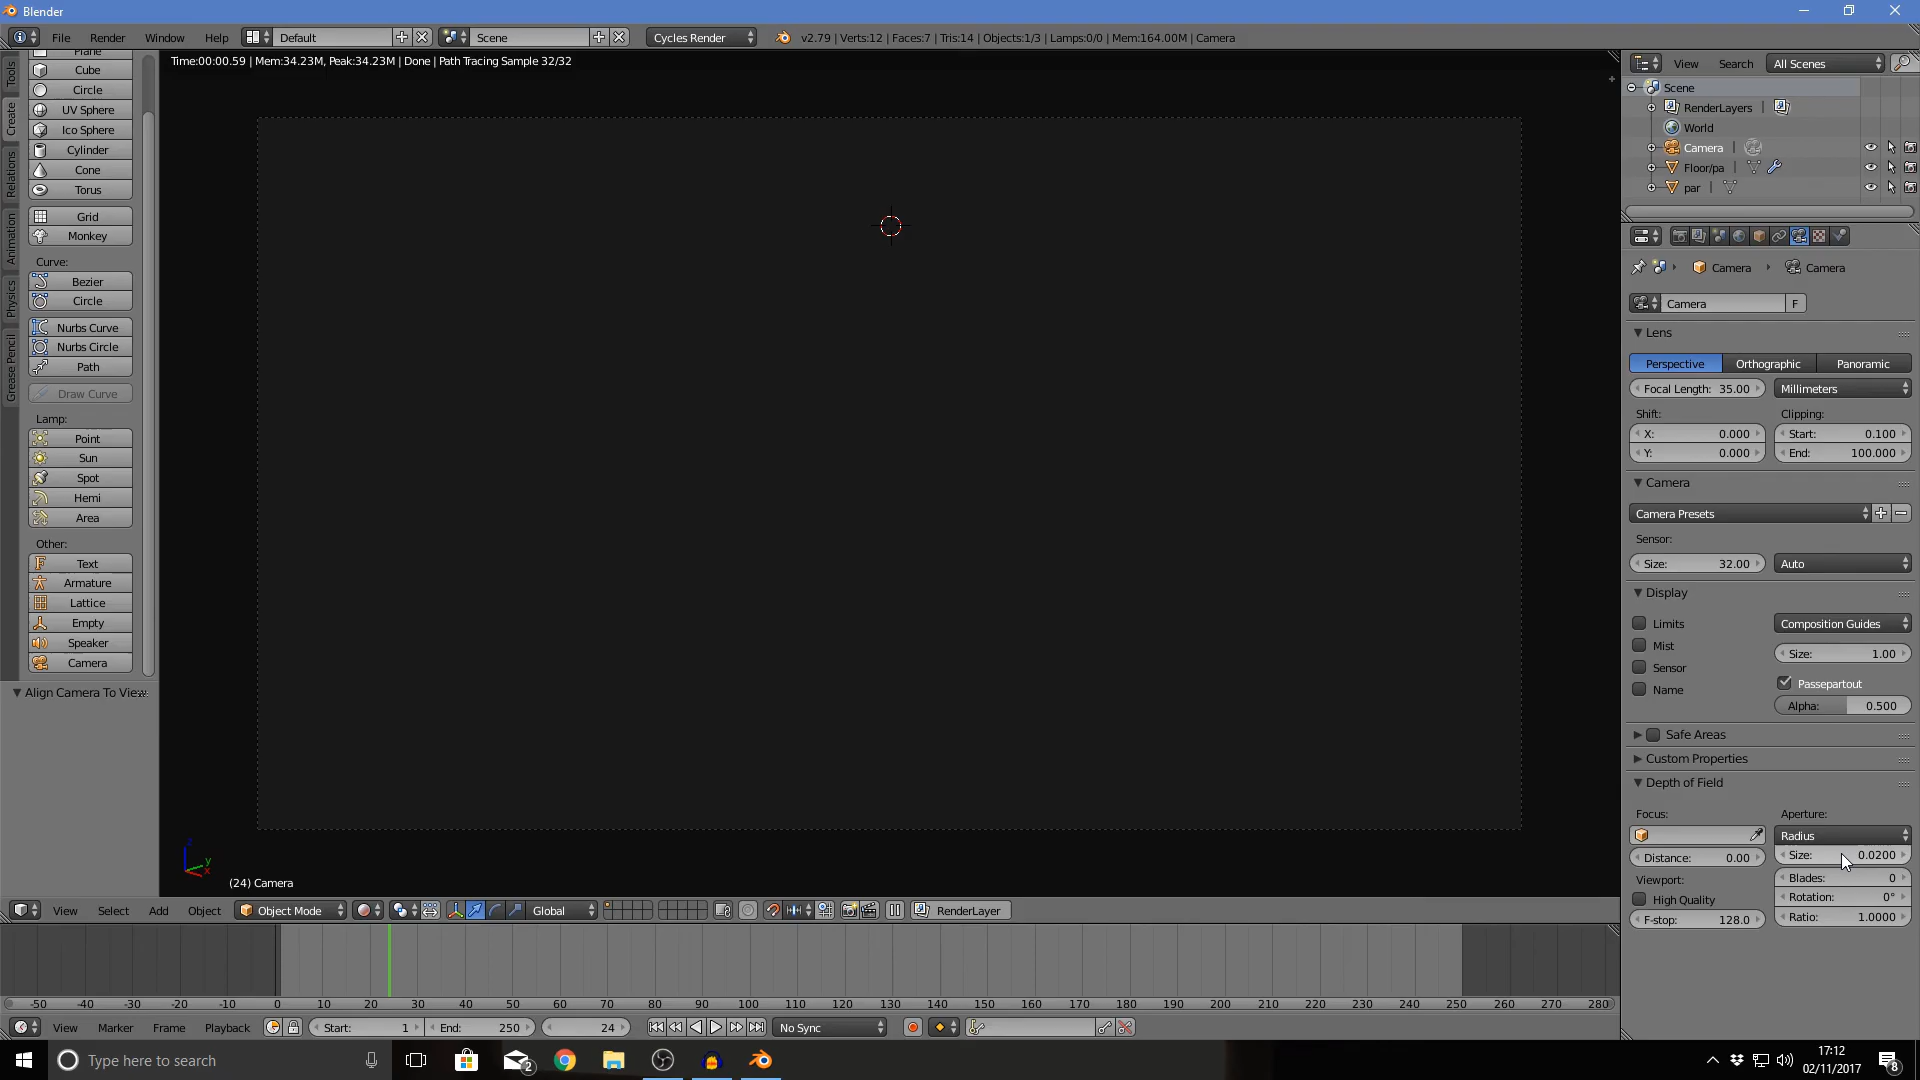 Blender
File Render Window Help Default Scene Cycles Render v2.79 | Verts:12 | Faces:7 | Tris:14 | Objects:1/3 | Lamps:0/0 | Mem:164.00M | Camera
Time:00:00.59 | Mem:34.23M, Peak:34.23M | Done | Path Tracing Sample 32/32
Tools
Create
Relations
Animation
Physics
Grease Pencil
Plane
Cube
Circle
UV Sphere
Ico Sphere
Cylinder
Cone
Torus
Grid
Monkey
Curve:
Bezier
Circle
Nurbs Curve
Nurbs Circle
Path
Draw Curve
Lamp:
Point
Sun
Spot
Hemi
Area
Other:
Text
Armature
Lattice
Empty
Speaker
Camera
Align Camera To View
z
y
x
(24) Camera
View Search All Scenes
Scene
RenderLayers |
World
Camera |
Floor/pa |
par |
Camera Camera
Camera F
Lens
Perspective Orthographic Panoramic
Focal Length: 35.00 Millimeters
Shift: Clipping:
X: 0.000 Start: 0.100
Y: 0.000 End: 100.000
Camera
Camera Presets
Sensor:
Size: 32.00 Auto
Display
Limits Composition Guides
Mist Size: 1.00
Sensor Passepartout
Name Alpha: 0.500
Safe Areas
Custom Properties
Depth of Field
Focus: Aperture:
Radius
Distance: 0.00 Size: 0.0200
Viewport: Blades: 0
High Quality Rotation: 0°
F-stop: 128.0 Ratio: 1.0000
View Select Add Object Object Mode Global RenderLayer
-50 -40 -30 -20 -10 0 10 20 30 40 50 60 70 80 90 100 110 120 130 140 150 160 170 180 190 200 210 220 230 240 250 260 270 280
View Marker Frame Playback Start: 1 End: 250 24 No Sync
Type here to search 2 17:12
02/11/2017 8